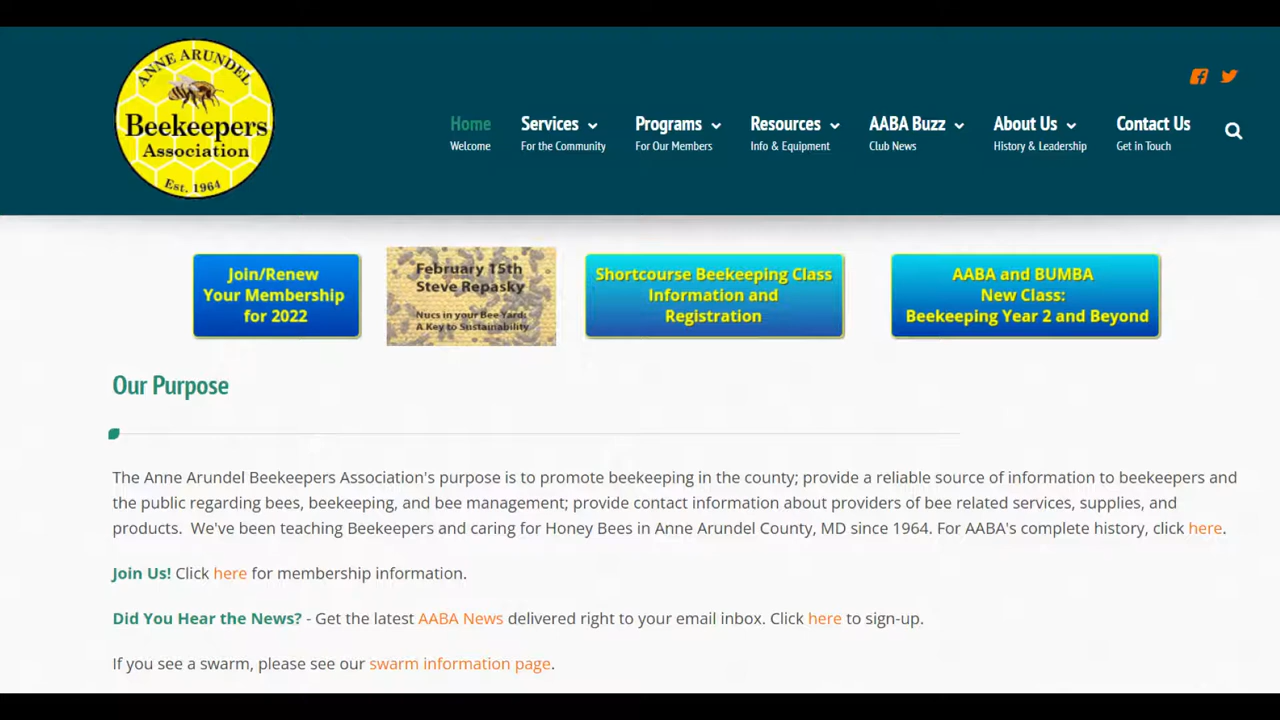 ANNE ARUNDEL
Beekeepers
Association
Est. 1964
Home
Welcome
Services
For the Community
Programs
For Our Members
Resources
Info & Equipment
AABA Buzz
Club News
About Us
History & Leadership
Contact Us
Get in Touch
Join/Renew
Your Membership
for 2022
February 15th
Steve Repasky
Nucs in your Bee Yard:
A Key to Sustainability
Shortcourse Beekeeping Class
Information and
Registration
AABA and BUMBA
New Class:
Beekeeping Year 2 and Beyond
Our Purpose
The Anne Arundel Beekeepers Association's purpose is to promote beekeeping in the county; provide a reliable source of information to beekeepers and
the public regarding bees, beekeeping, and bee management; provide contact information about providers of bee related services, supplies, and
products. We've been teaching Beekeepers and caring for Honey Bees in Anne Arundel County, MD since 1964. For AABA's complete history, click here.
Join Us! Click here for membership information.
Did You Hear the News? - Get the latest AABA News delivered right to your email inbox. Click here to sign-up.
If you see a swarm, please see our swarm information page.